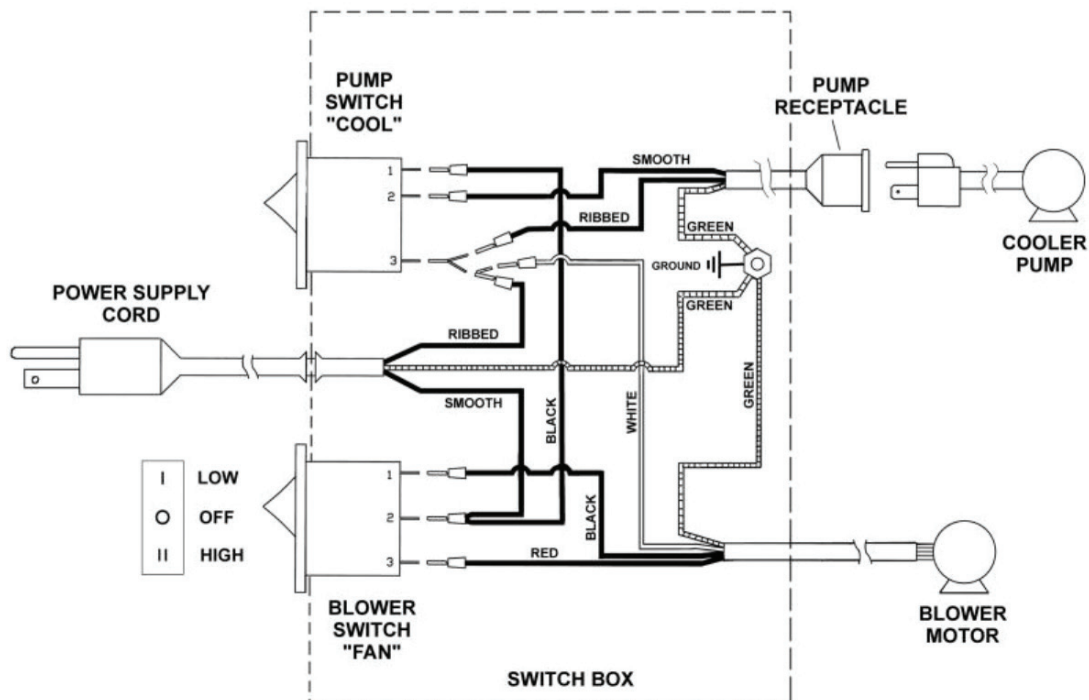 PUMP
SWITCH
"COOL"
PUMP
RECEPTACLE
1
2
3
SMOOTH
RIBBED
GREEN
GROUND
GREEN
COOLER
PUMP
POWER SUPPLY
CORD
RIBBED
SMOOTH
BLACK
WHITE
GREEN
I LOW
O OFF
II HIGH
1
2
3
BLACK
RED
BLOWER
SWITCH
"FAN"
BLOWER
MOTOR
SWITCH BOX